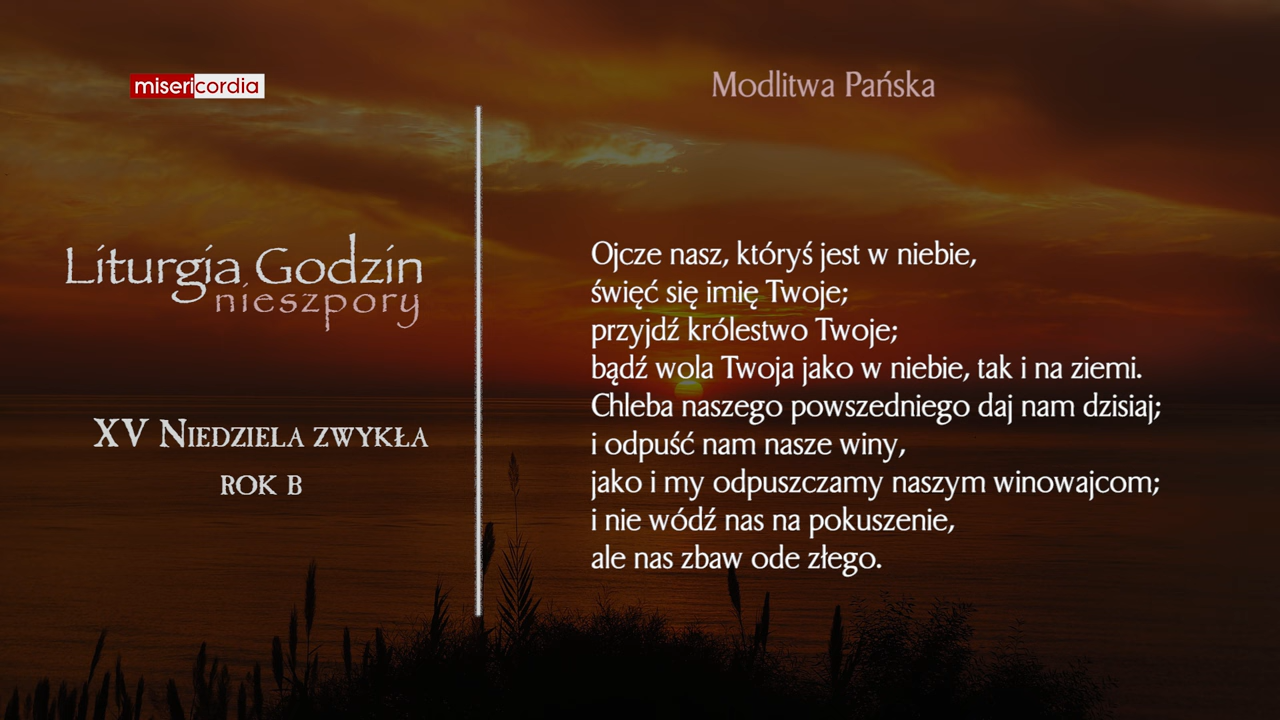 misericordia
Liturgia Godzin
nieszpory
XV Niedziela zwykła
rok B
Modlitwa Pańska
Ojcze nasz, któryś jest w niebie,
święć się imię Twoje;
przyjdź królestwo Twoje;
bądź wola Twoja jako w niebie, tak i na ziemi.
Chleba naszego powszedniego daj nam dzisiaj;
i odpuść nam nasze winy,
jako i my odpuszczamy naszym winowajcom;
i nie wódź nas na pokuszenie,
ale nas zbaw ode złego.